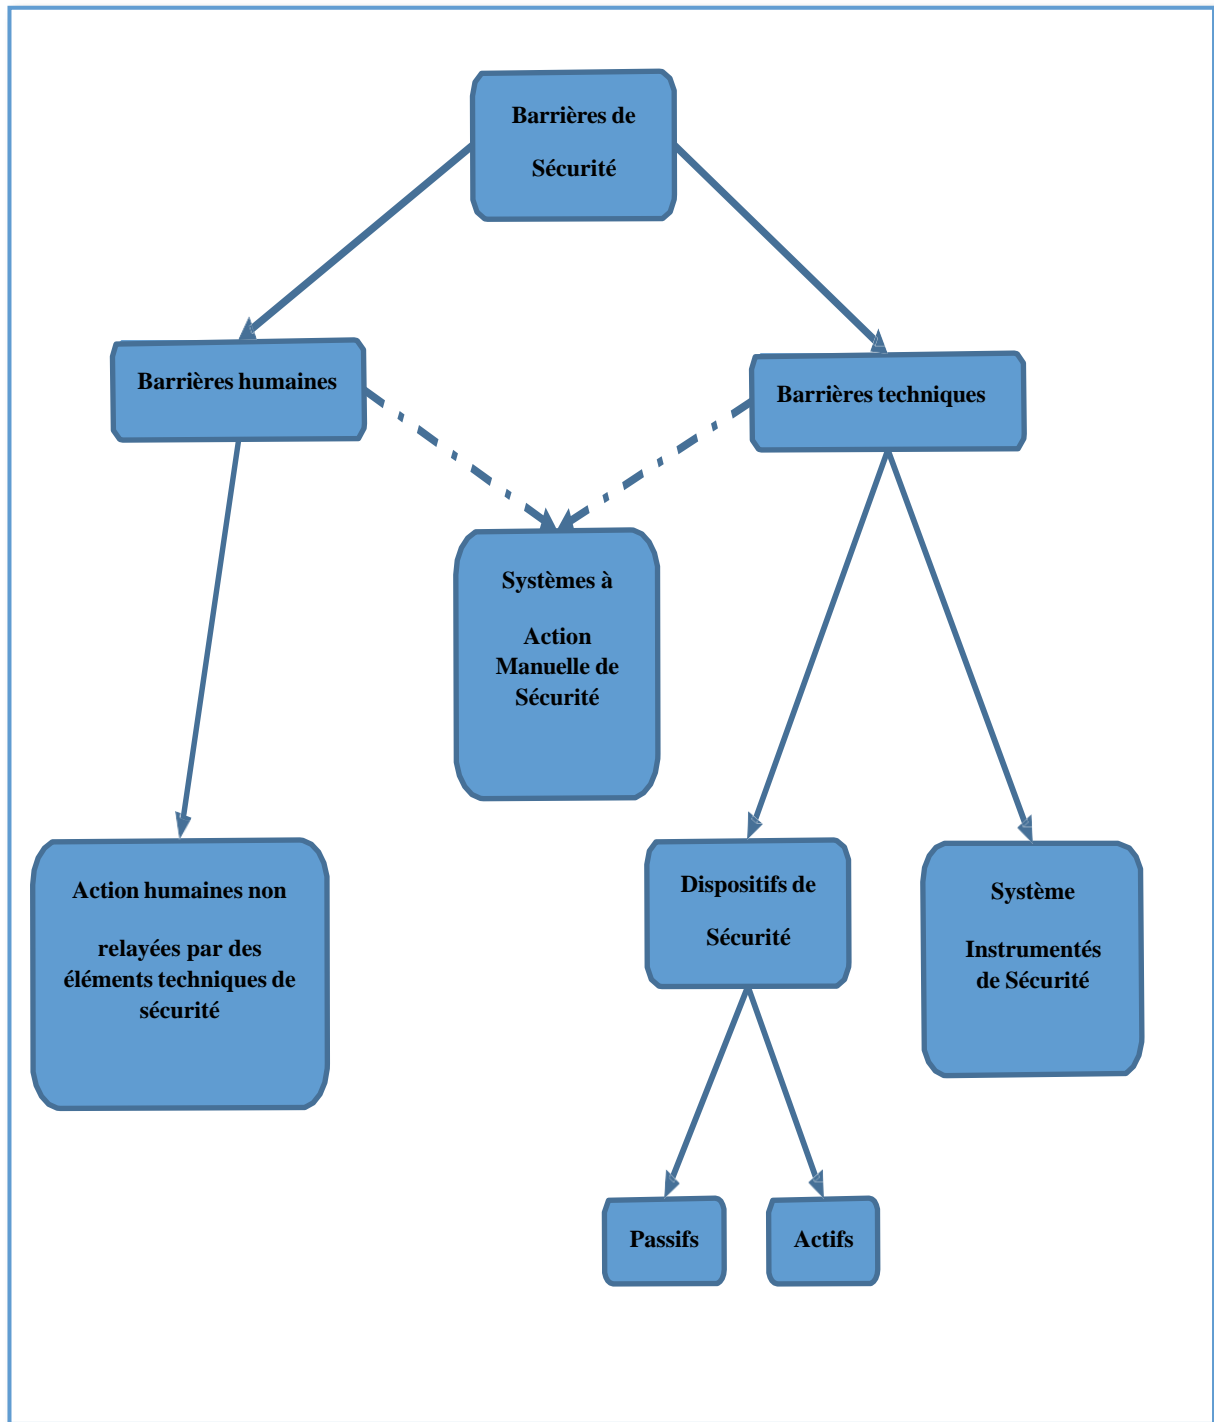 Barrières de
Sécurité
Barrières humaines
Barrières techniques
Systèmes à
Action
Manuelle de
Sécurité
Action humaines non
relayées par des
éléments techniques de
sécurité
Dispositifs de
Sécurité
Système
Instrumentés
de Sécurité
Passifs
Actifs